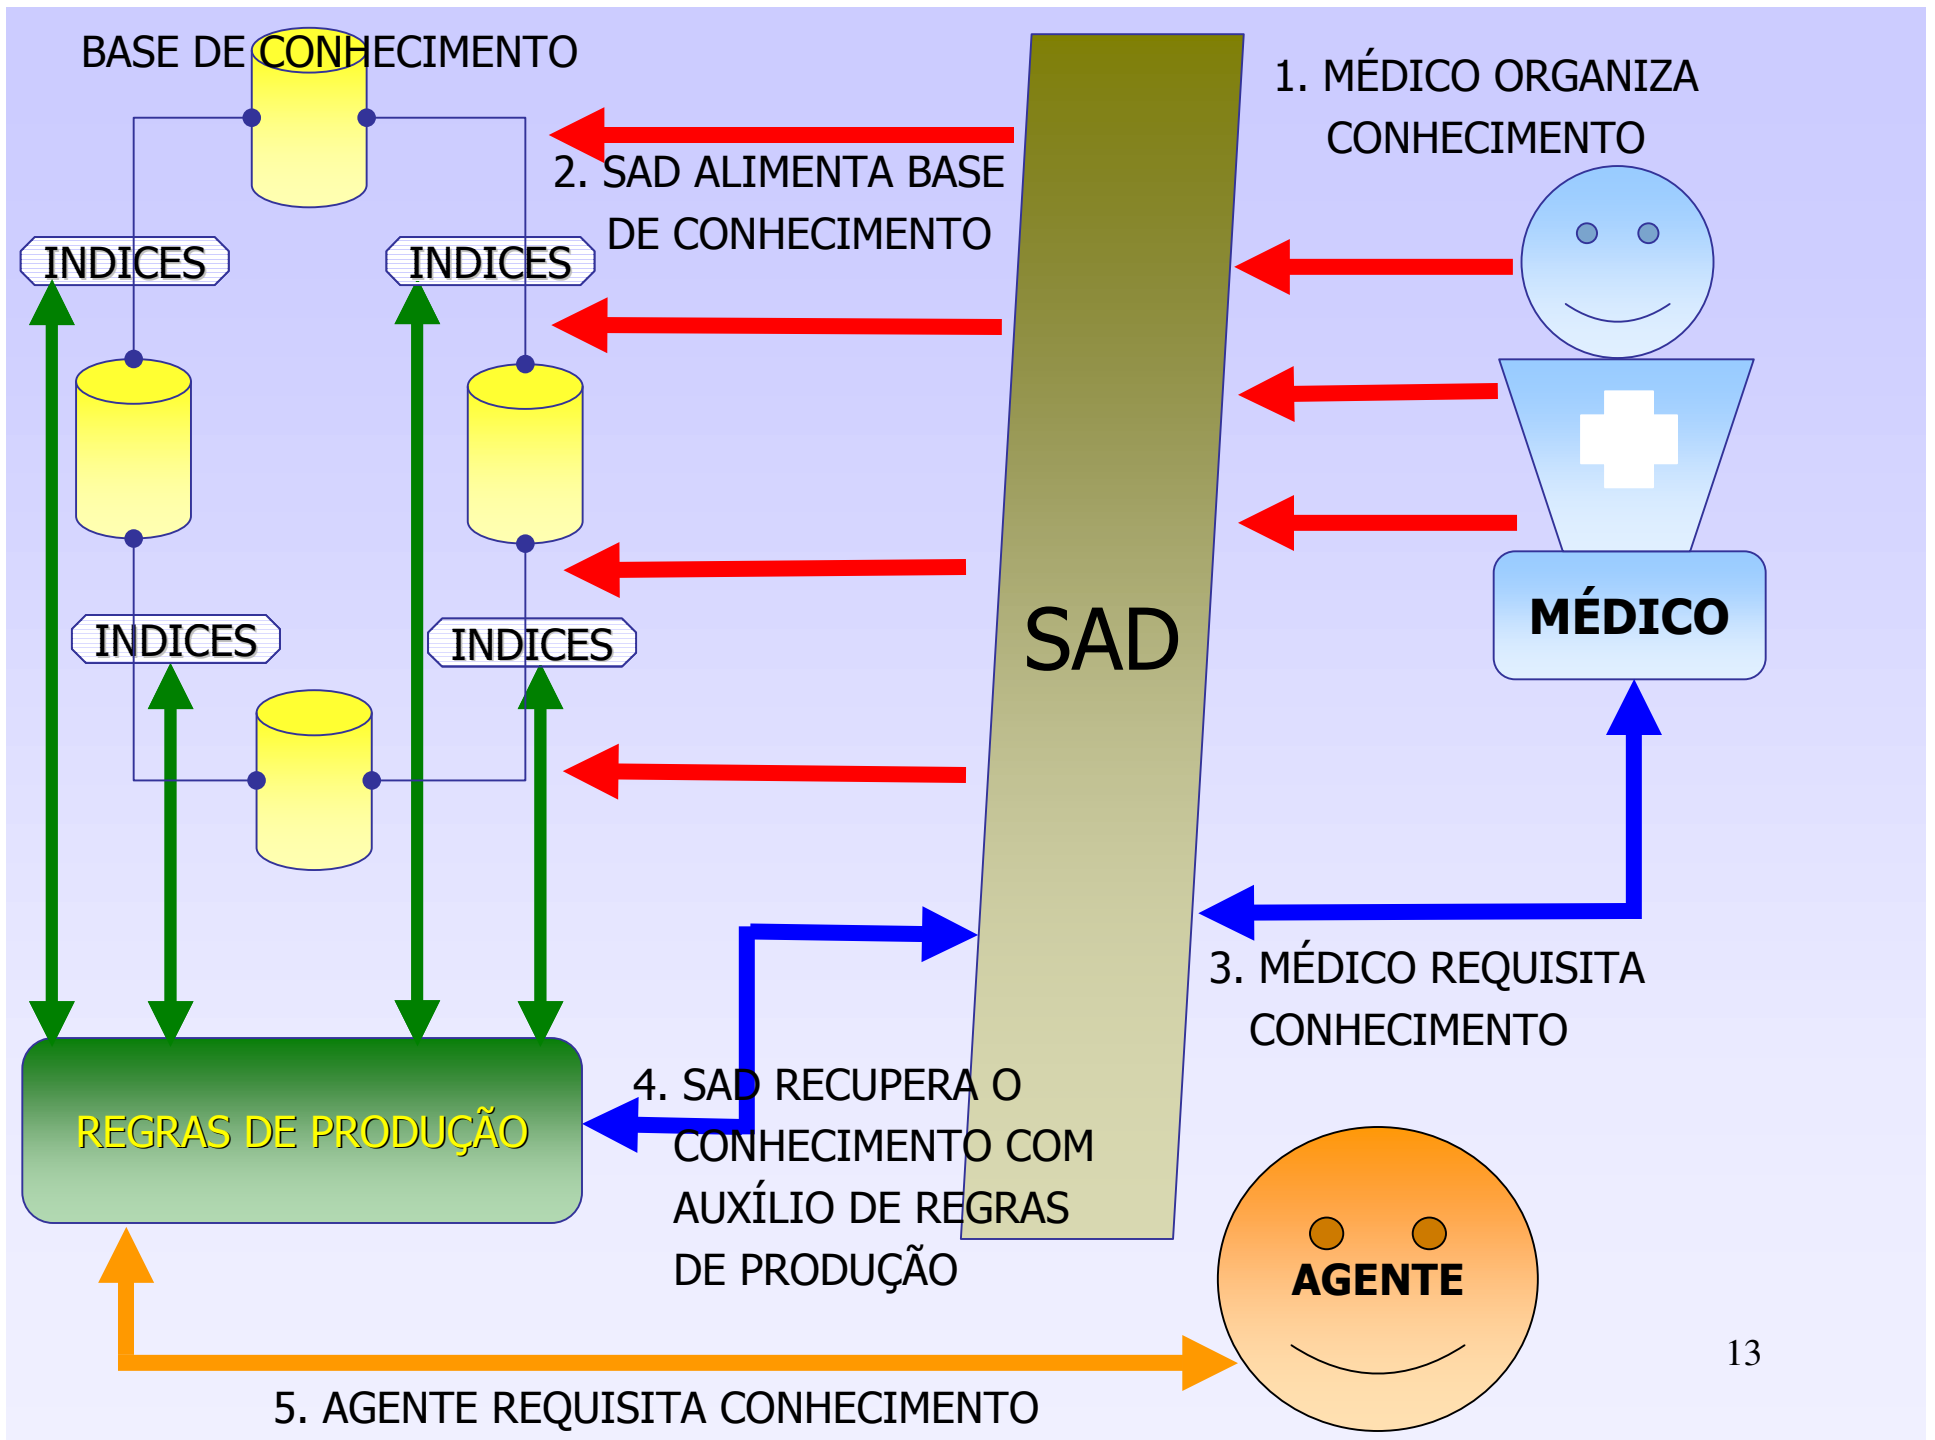 BASE DE CONHECIMENTO
1. MÉDICO ORGANIZA
CONHECIMENTO
2. SAD ALIMENTA BASE
DE CONHECIMENTO
INDICES
INDICES
INDICES
INDICES
SAD
MÉDICO
3. MÉDICO REQUISITA
CONHECIMENTO
4. SAD RECUPERA O
CONHECIMENTO COM
AUXÍLIO DE REGRAS
DE PRODUÇÃO
REGRAS DE PRODUÇÃO
AGENTE
5. AGENTE REQUISITA CONHECIMENTO
13